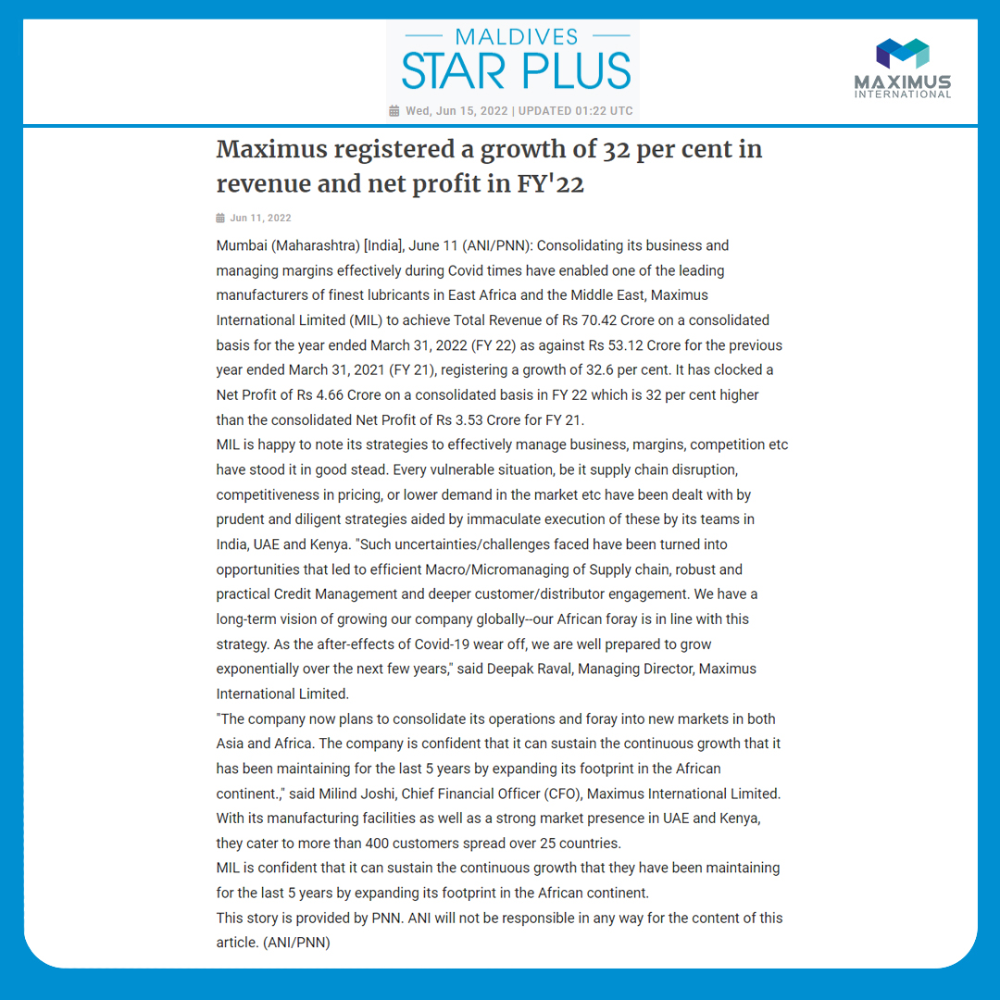 MALDIVES
STAR PLUS
Wed, Jun 15, 2022 | UPDATED 01:22 UTC
MAXIMUS
INTERNATIONAL
Maximus registered a growth of 32 per cent in
revenue and net profit in FY'22
Jun 11, 2022
Mumbai (Maharashtra) [India], June 11 (ANI/PNN): Consolidating its business and
managing margins effectively during Covid times have enabled one of the leading
manufacturers of finest lubricants in East Africa and the Middle East, Maximus
International Limited (MIL) to achieve Total Revenue of Rs 70.42 Crore on a consolidated
basis for the year ended March 31, 2022 (FY 22) as against Rs 53.12 Crore for the previous
year ended March 31, 2021 (FY 21), registering a growth of 32.6 per cent. It has clocked a
Net Profit of Rs 4.66 Crore on a consolidated basis in FY 22 which is 32 per cent higher
than the consolidated Net Profit of Rs 3.53 Crore for FY 21.
MIL is happy to note its strategies to effectively manage business, margins, competition etc
have stood it in good stead. Every vulnerable situation, be it supply chain disruption,
competitiveness in pricing, or lower demand in the market etc have been dealt with by
prudent and diligent strategies aided by immaculate execution of these by its teams in
India, UAE and Kenya. "Such uncertainties/challenges faced have been turned into
opportunities that led to efficient Macro/Micromanaging of Supply chain, robust and
practical Credit Management and deeper customer/distributor engagement. We have a
long-term vision of growing our company globally--our African foray is in line with this
strategy. As the after-effects of Covid-19 wear off, we are well prepared to grow
exponentially over the next few years," said Deepak Raval, Managing Director, Maximus
International Limited.
"The company now plans to consolidate its operations and foray into new markets in both
Asia and Africa. The company is confident that it can sustain the continuous growth that it
has been maintaining for the last 5 years by expanding its footprint in the African
continent.," said Milind Joshi, Chief Financial Officer (CFO), Maximus International Limited.
With its manufacturing facilities as well as a strong market presence in UAE and Kenya,
they cater to more than 400 customers spread over 25 countries.
MIL is confident that it can sustain the continuous growth that they have been maintaining
for the last 5 years by expanding its footprint in the African continent.
This story is provided by PNN. ANI will not be responsible in any way for the content of this
article. (ANI/PNN)